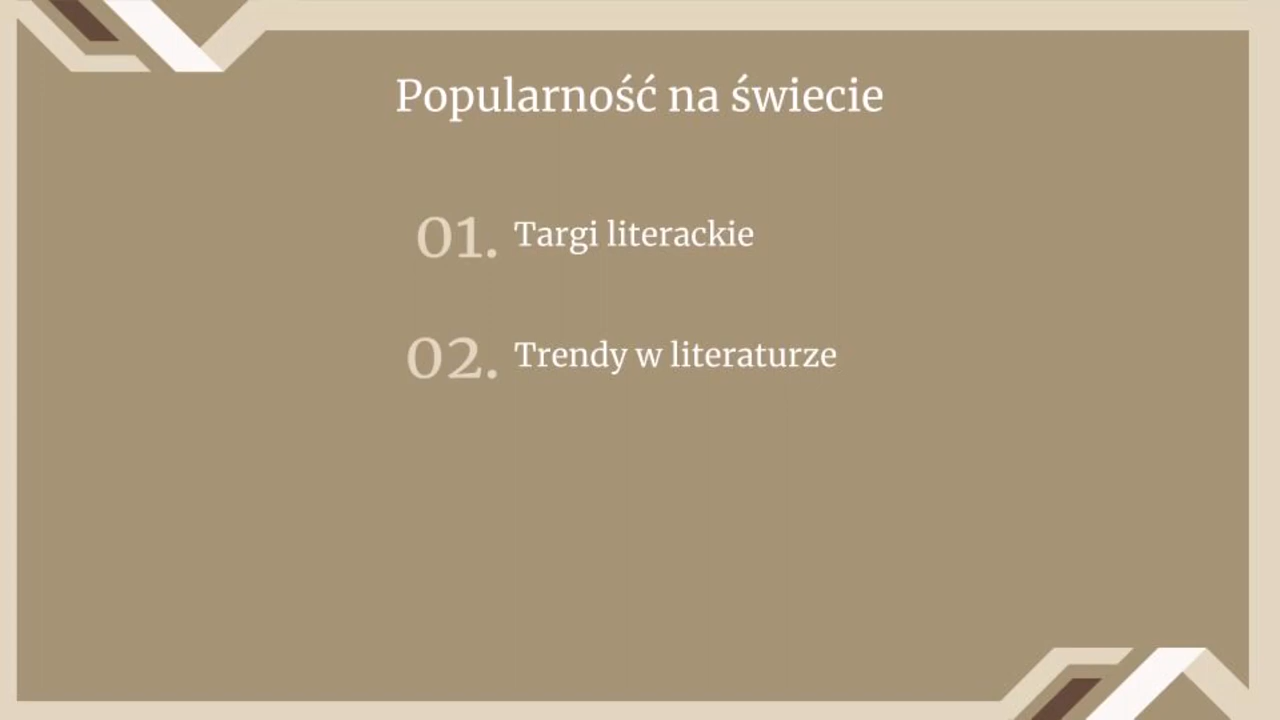 Popularność na świecie
01. Targi literackie
02. Trendy w literaturze